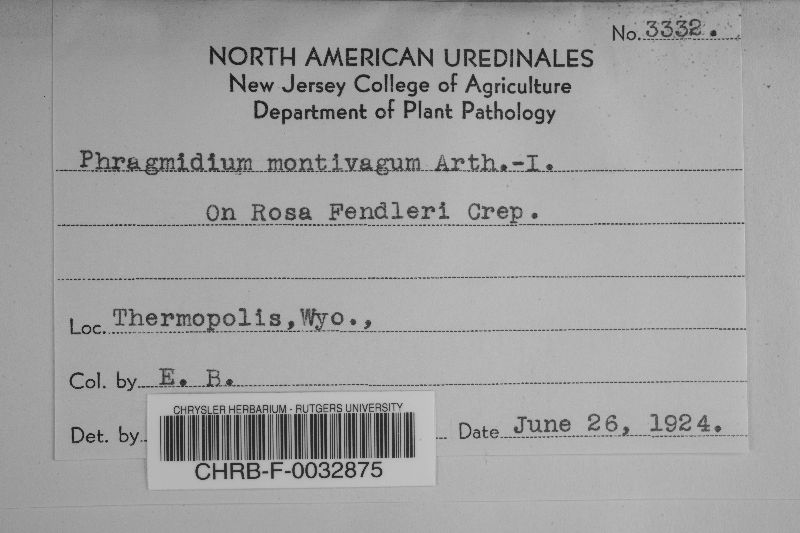 No. 3332.
NORTH AMERICAN UREDINALES
New Jersey College of Agriculture
Department of Plant Pathology
Phragmidium montivagum Arth.-I.
On Rosa Fendleri Crep.
Loc. Thermopolis, Wyo.,
Col. by E. B.
Det. by Date June 26, 1924.
CHRYSLER HERBARIUM - RUTGERS UNIVERSITY
CHRB-F-0032875